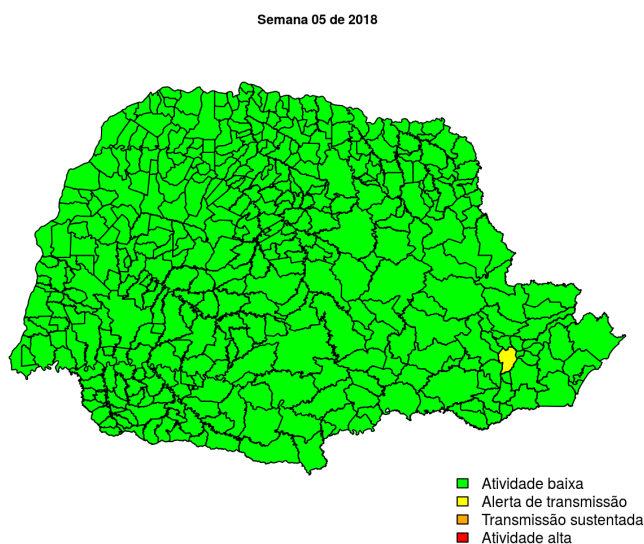 Semana 05 de 2018
Atividade baixa
Alerta de transmissão
Transmissão sustentada
Atividade alta